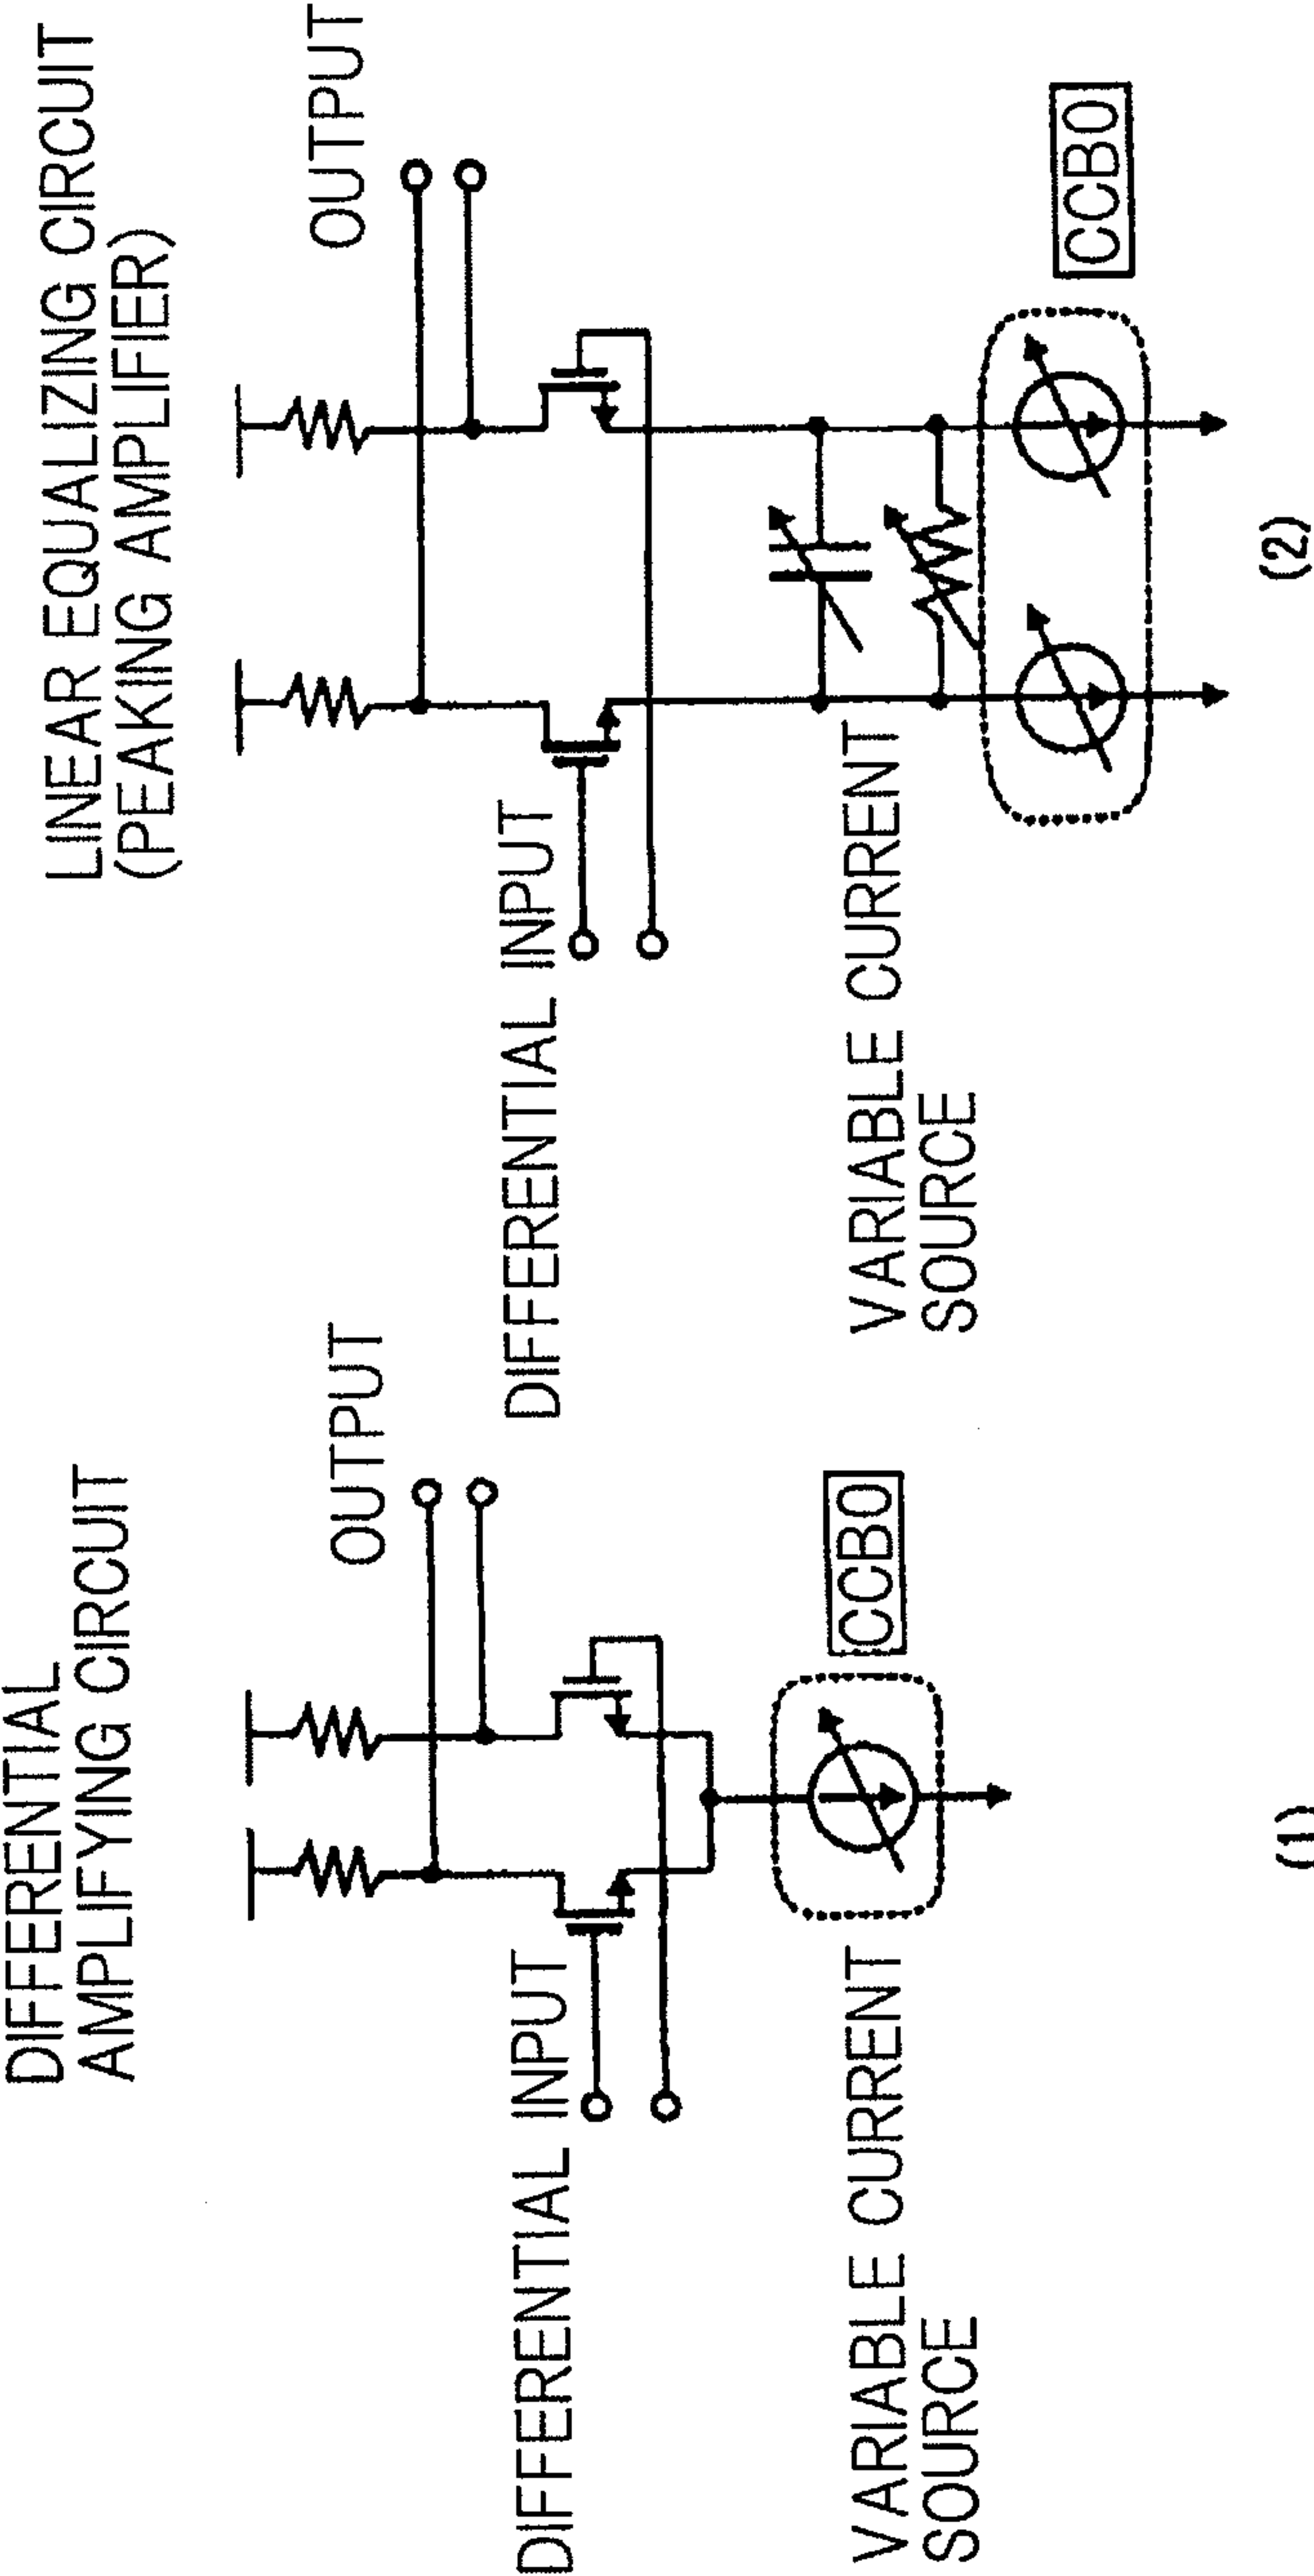 DIFFERENTIAL
AMPLIFYING CIRCUIT
OUTPUT
DIFFERENTIAL INPUT
VARIABLE CURRENT
SOURCE
CCB0
(1)
LINEAR EQUALIZING CIRCUIT
(PEAKING AMPLIFIER)
OUTPUT
DIFFERENTIAL INPUT
VARIABLE CURRENT
SOURCE
CCB0
(2)